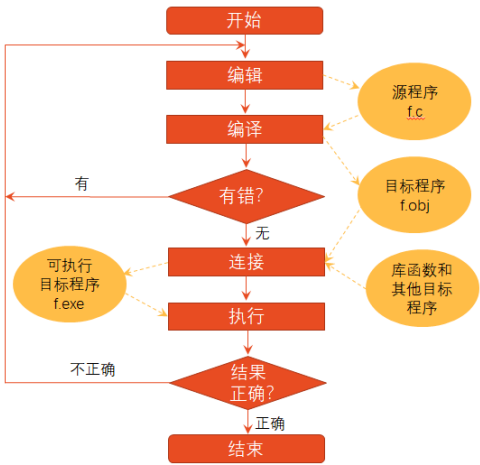 开始
编辑
源程序
f.c
编译
有
有错?
目标程序
f.obj
无
可执行
目标程序
f.exe
连接
库函数和
其他目标
程序
执行
不正确
结果
正确?
正确
结束